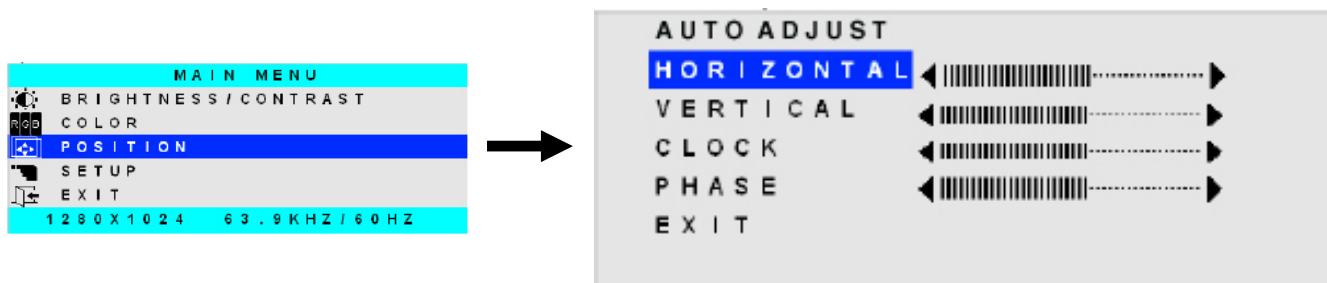 MAIN MENU
BRIGHTNESS/CONTRAST
RGB COLOR
POSITION
SETUP
EXIT
1280X1024 63.9KHZ/60HZ
AUTO ADJUST
HORIZONTAL
VERTICAL
CLOCK
PHASE
EXIT